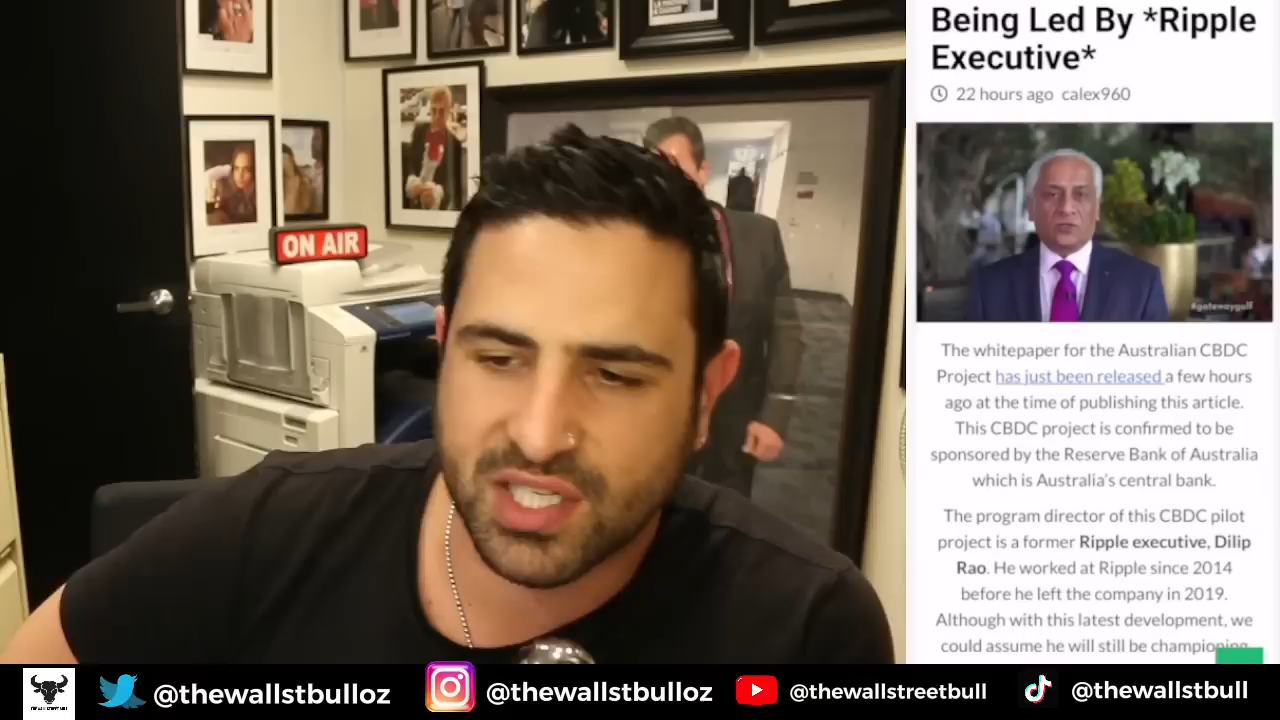 Being Led By *Ripple
Executive*
22 hours ago calex960
ON AIR
#gatewaygulf
The whitepaper for the Australian CBDC
Project has just been released a few hours
ago at the time of publishing this article.
This CBDC project is confirmed to be
sponsored by the Reserve Bank of Australia
which is Australia's central bank.
The program director of this CBDC pilot
project is a former Ripple executive, Dilip
Rao. He worked at Ripple since 2014
before he left the company in 2019.
Although with this latest development, we
could assume he will still be championing
@thewallstbulloz
@thewallstbulloz
@thewallstreetbull
@thewallstbull